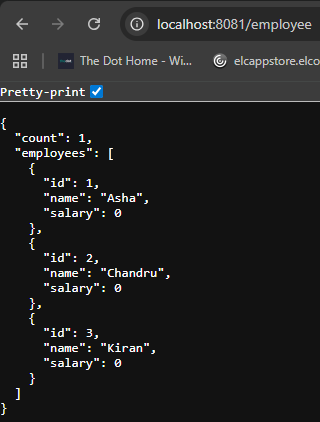 localhost:8081/employee
The Dot Home - Wi...
elcappstore.elco
Pretty-print
{
  "count": 1,
  "employees": [
    {
      "id": 1,
      "name": "Asha",
      "salary": 0
    },
    {
      "id": 2,
      "name": "Chandru",
      "salary": 0
    },
    {
      "id": 3,
      "name": "Kiran",
      "salary": 0
    }
  ]
}